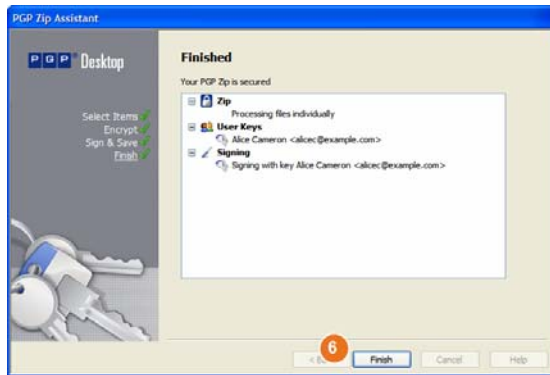 PGP Zip Assistant
PGP Desktop
Select Items
Encrypt
Sign & Save
Finish
Finished
Your PGP Zip is secured
Zip
Processing files individually
User Keys
Alice Cameron <alicec@example.com>
Signing
Signing with key Alice Cameron <alicec@example.com>
6
Finish
Cancel
Help